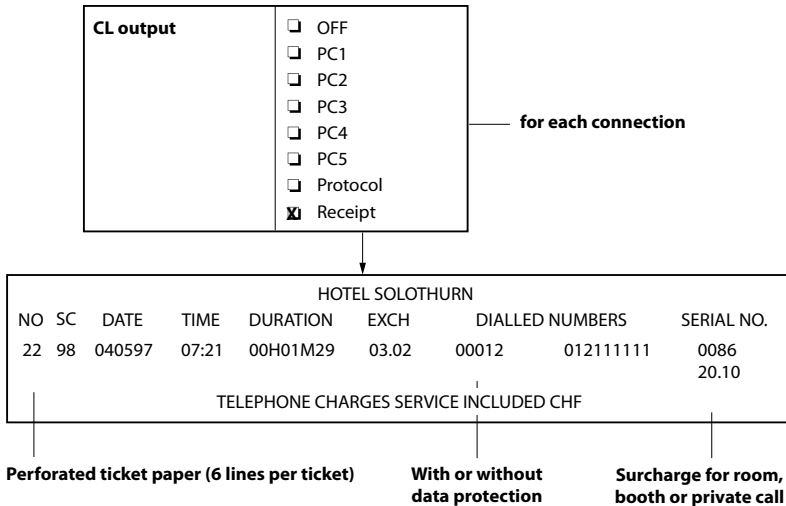 CL output
OFF
PC1
PC2
PC3
PC4
PC5
Protocol
X Receipt
for each connection
HOTEL SOLOTHURN
NO SC DATE TIME DURATION EXCH DIALLED NUMBERS SERIAL NO.
22 98 040597 07:21 00H01M29 03.02 00012 012111111 0086
20.10
TELEPHONE CHARGES SERVICE INCLUDED CHF
Perforated ticket paper (6 lines per ticket)
With or without
data protection
Surcharge for room,
booth or private call